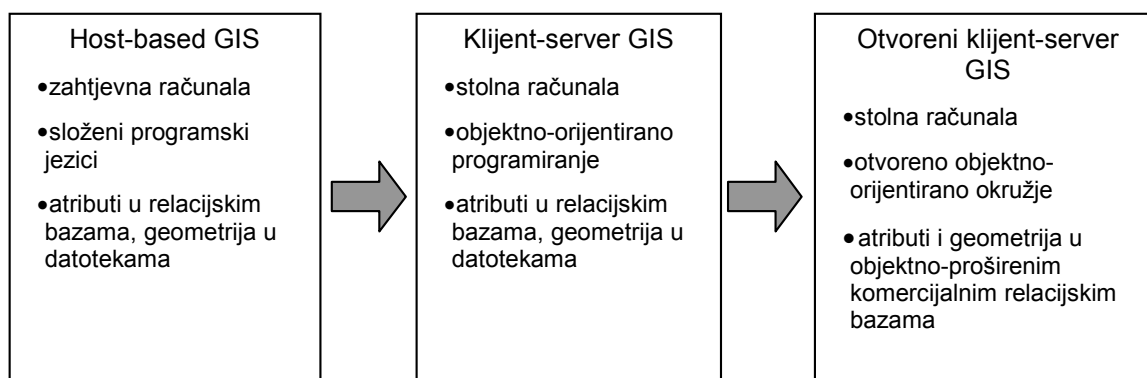 Host-based GIS
•zahtjevna računala
•složeni programski
jezici
•atributi u relacijskim
bazama, geometrija u
datotekama
Klijent-server GIS
•stolna računala
•objektno-orijentirano
programiranje
•atributi u relacijskim
bazama, geometrija u
datotekama
Otvoreni klijent-server
GIS
•stolna računala
•otvoreno objektno-
orijentirano okružje
•atributi i geometrija u
objektno-proširenim
komercijalnim relacijskim
bazama